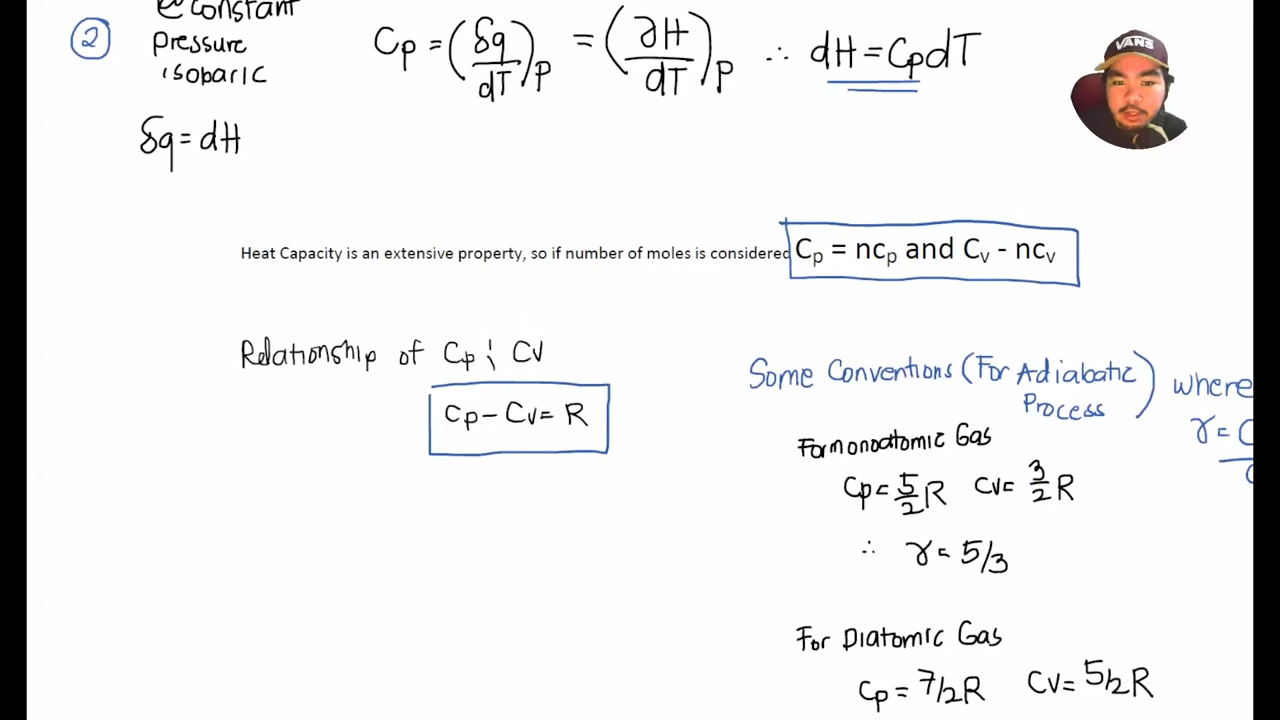 @ constant
② pressure
isobaric
Cp = (δq/dT)p = (∂H/dT)p ∴ dH = CpdT
δq = dH
Heat Capacity is an extensive property, so if number of moles is considered Cp = ncp and Cv - ncv
Relationship of Cp ; CV
Cp - Cv = R
Some Conventions (For Adiabatic Process) where
γ = C
For monoatomic Gas
Cp = 5/2 R Cv = 3/2 R
∴ γ = 5/3
For Diatomic Gas
Cp = 7/2R CV = 5/2R
VANS